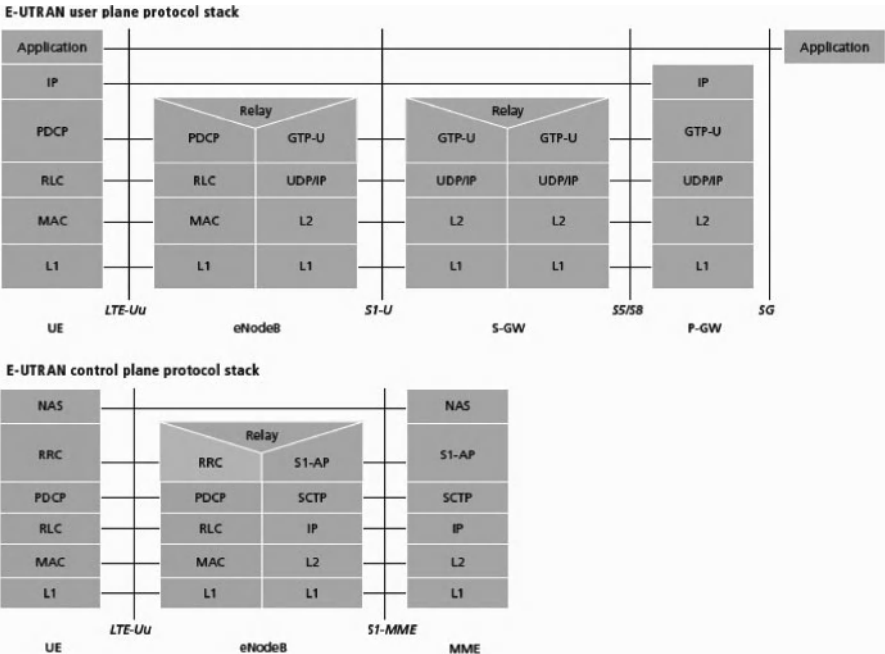 E-UTRAN user plane protocol stack
Application Application
IP IP
Relay Relay
PDCP PDCP GTP-U GTP-U GTP-U GTP-U
RLC RLC UDP/IP UDP/IP UDP/IP UDP/IP
MAC MAC L2 L2 L2 L2
L1 L1 L1 L1 L1 L1
LTE-Uu S1-U S5/S8 SG
UE eNodeB S-GW P-GW
E-UTRAN control plane protocol stack
NAS NAS
Relay
RRC RRC S1-AP S1-AP
PDCP PDCP SCTP SCTP
RLC RLC IP IP
MAC MAC L2 L2
L1 L1 L1 L1
LTE-Uu S1-MME
UE eNodeB MME